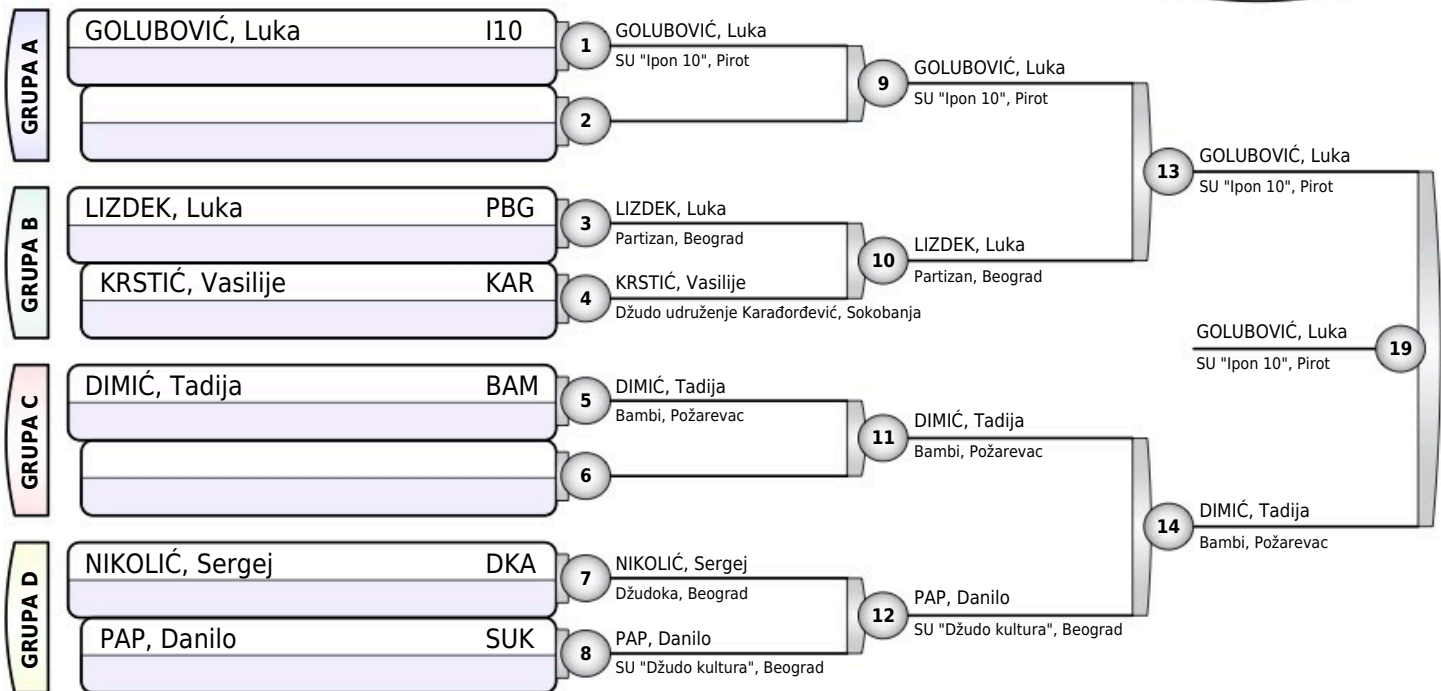 GRUPA A
GOLUBOVIĆ, Luka I10
1
GOLUBOVIĆ, Luka
SU "Ipon 10", Pirot
2
9
GOLUBOVIĆ, Luka
SU "Ipon 10", Pirot
13
GOLUBOVIĆ, Luka
SU "Ipon 10", Pirot
GRUPA B
LIZDEK, Luka PBG
3
LIZDEK, Luka
Partizan, Beograd
KRSTIĆ, Vasilije KAR
4
KRSTIĆ, Vasilije
Džudo udruženje Karađorđević, Sokobanja
10
LIZDEK, Luka
Partizan, Beograd
GOLUBOVIĆ, Luka
SU "Ipon 10", Pirot
19
GRUPA C
DIMIĆ, Tadija BAM
5
DIMIĆ, Tadija
Bambi, Požarevac
6
11
DIMIĆ, Tadija
Bambi, Požarevac
14
DIMIĆ, Tadija
Bambi, Požarevac
GRUPA D
NIKOLIĆ, Sergej DKA
7
NIKOLIĆ, Sergej
Džudoka, Beograd
PAP, Danilo SUK
8
PAP, Danilo
SU "Džudo kultura", Beograd
12
PAP, Danilo
SU "Džudo kultura", Beograd